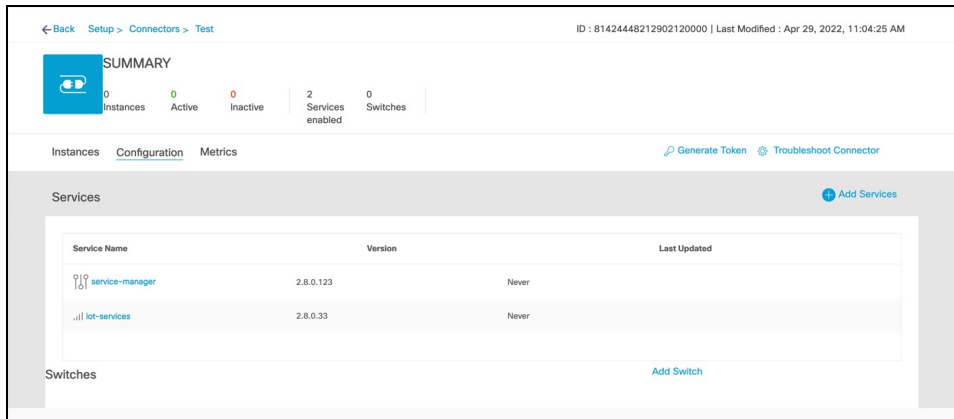 Back Setup > Connectors > Test
ID : 81424448212902120000 | Last Modified : Apr 29, 2022, 11:04:25 AM
SUMMARY
0 0 0 2 0
Instances Active Inactive Services enabled Switches
Instances Configuration Metrics
Generate Token Troubleshoot Connector
Services
Add Services
Service Name Version Last Updated
service-manager 2.8.0.123 Never
iot-services 2.8.0.33 Never
Switches
Add Switch